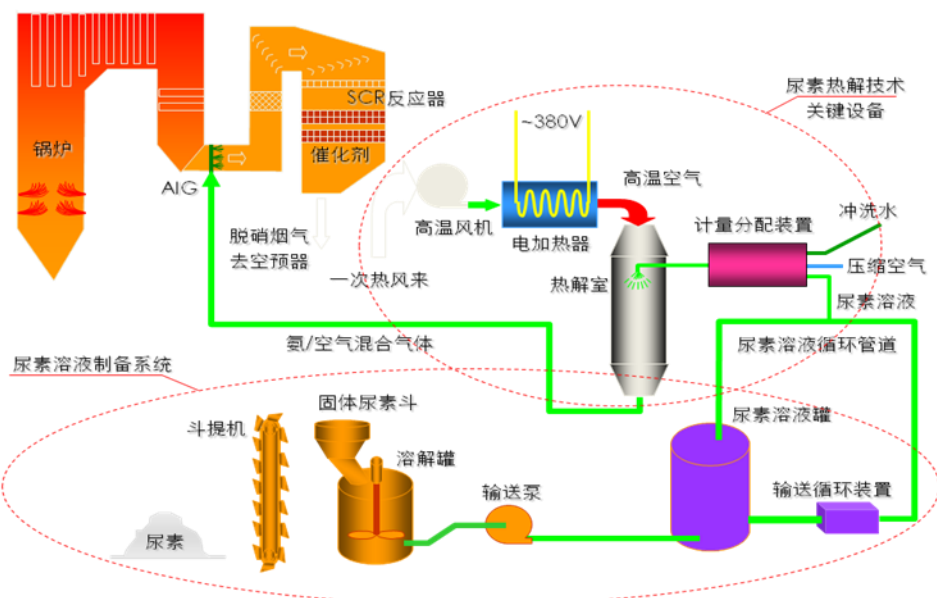 SCR反应器
尿素热解技术
关键设备
~380V
锅炉
催化剂
AIG
高温空气
冲洗水
脱硝烟气
去空预器
高温风机
电加热器
计量分配装置
一次热风来
热解室
压缩空气
尿素溶液
氨/空气混合气体
尿素溶液循环管道
尿素溶液制备系统
固体尿素斗
尿素溶液罐
斗提机
溶解罐
输送泵
输送循环装置
尿素